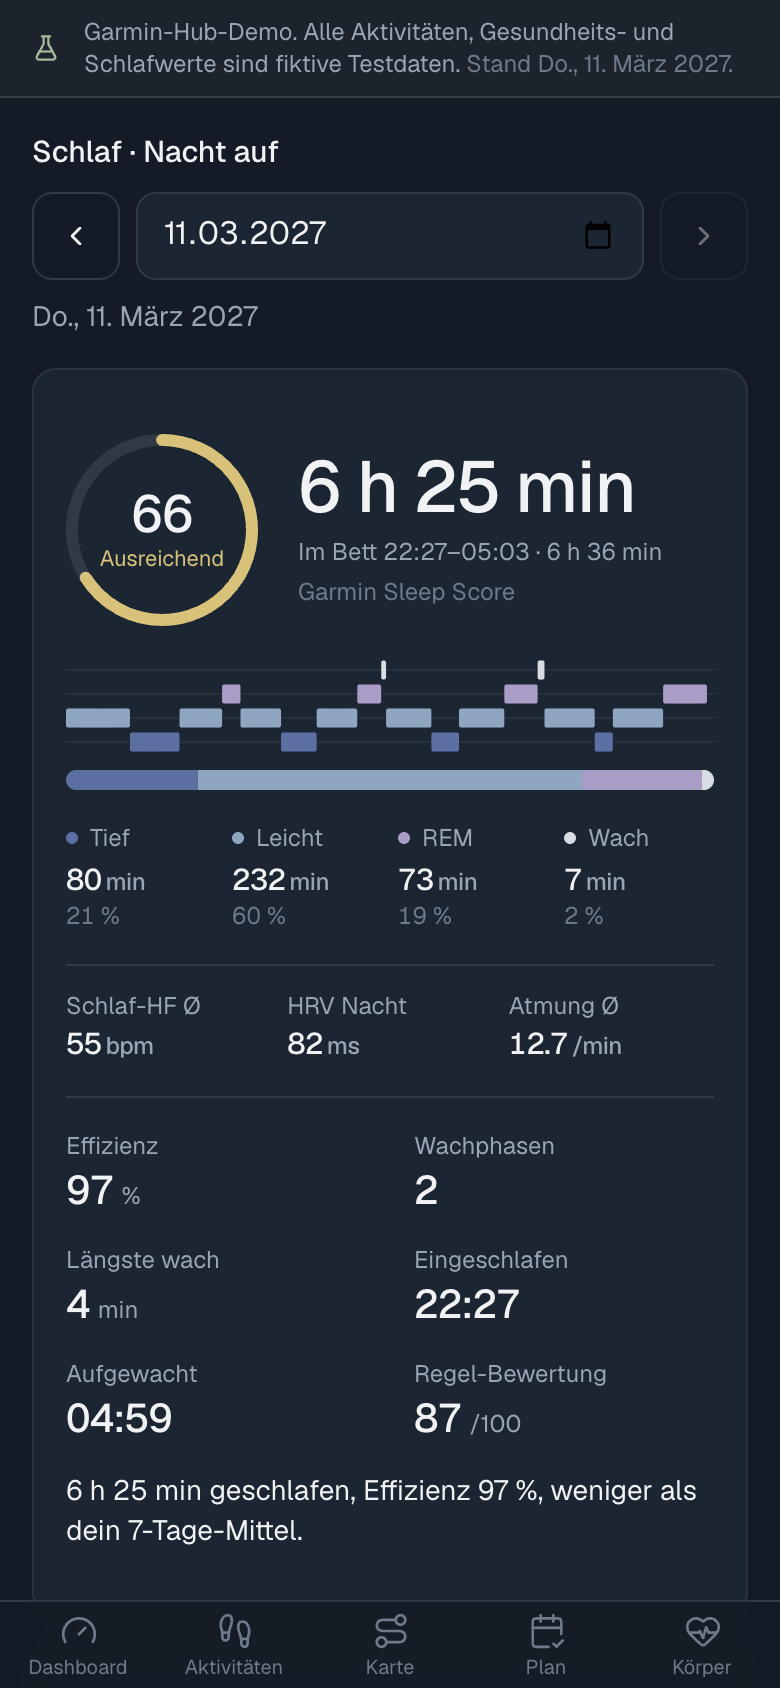 Garmin-Hub-Demo. Alle Aktivitäten, Gesundheits- und
Schlafwerte sind fiktive Testdaten. Stand Do., 11. März 2027.
Schlaf · Nacht auf
11.03.2027
Do., 11. März 2027
66
Ausreichend
6 h 25 min
Im Bett 22:27–05:03 · 6 h 36 min
Garmin Sleep Score
Tief Leicht REM Wach
80 min 232 min 73 min 7 min
21 % 60 % 19 % 2 %
Schlaf-HF Ø HRV Nacht Atmung Ø
55 bpm 82 ms 12.7 /min
Effizienz Wachphasen
97 % 2
Längste wach Eingeschlafen
4 min 22:27
Aufgewacht Regel-Bewertung
04:59 87 /100
6 h 25 min geschlafen, Effizienz 97 %, weniger als
dein 7-Tage-Mittel.
Dashboard Aktivitäten Karte Plan Körper